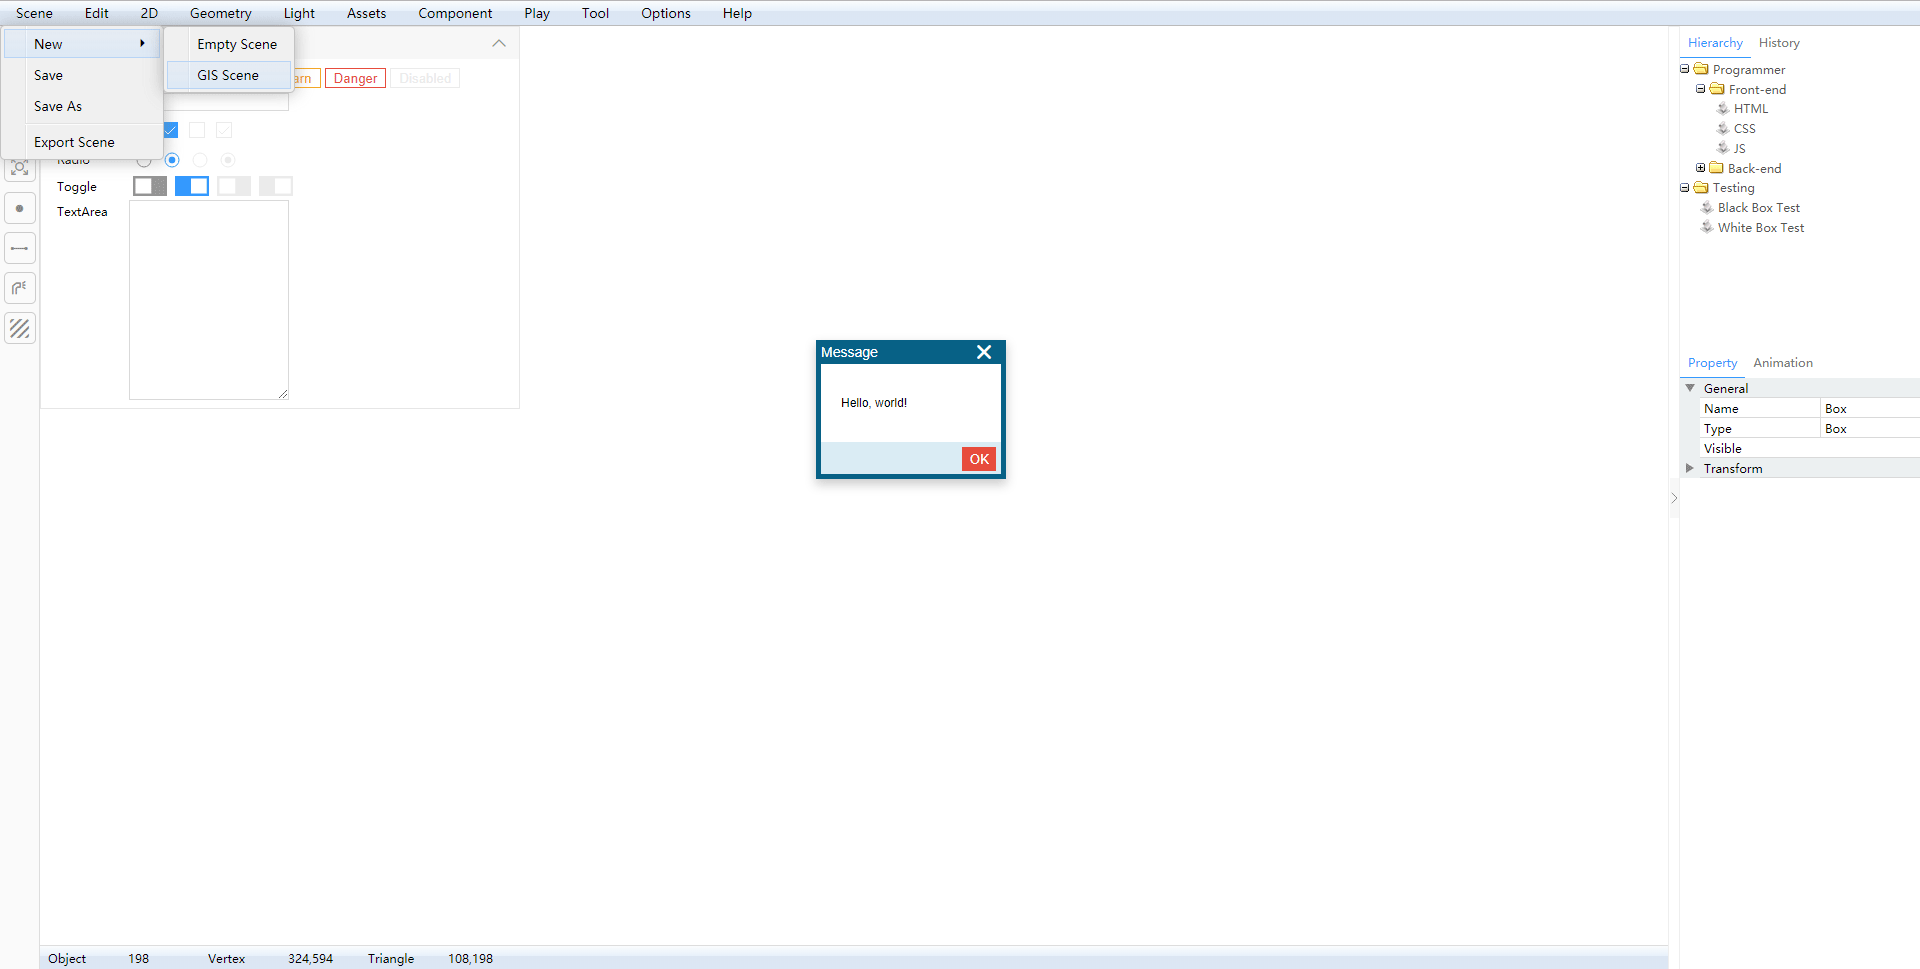 Scene Edit 2D Geometry Light Assets Component Play Tool Options Help
New
Save
Save As
Export Scene
Empty Scene
GIS Scene
Danger Disabled
Radio
Toggle
TextArea
Message
Hello, world!
OK
Hierarchy History
Programmer
Front-end
HTML
CSS
JS
Back-end
Testing
Black Box Test
White Box Test
Property Animation
General
Name Box
Type Box
Visible
Transform
Object 198 Vertex 324,594 Triangle 108,198